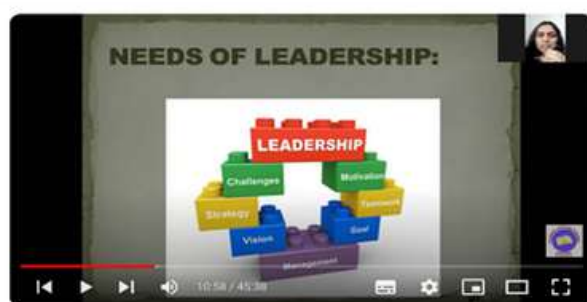 NEEDS OF LEADERSHIP:
LEADERSHIP
Challenges
Motivation
Strategy
Teamwork
Vision
Goal
Management
10:58 / 45:38